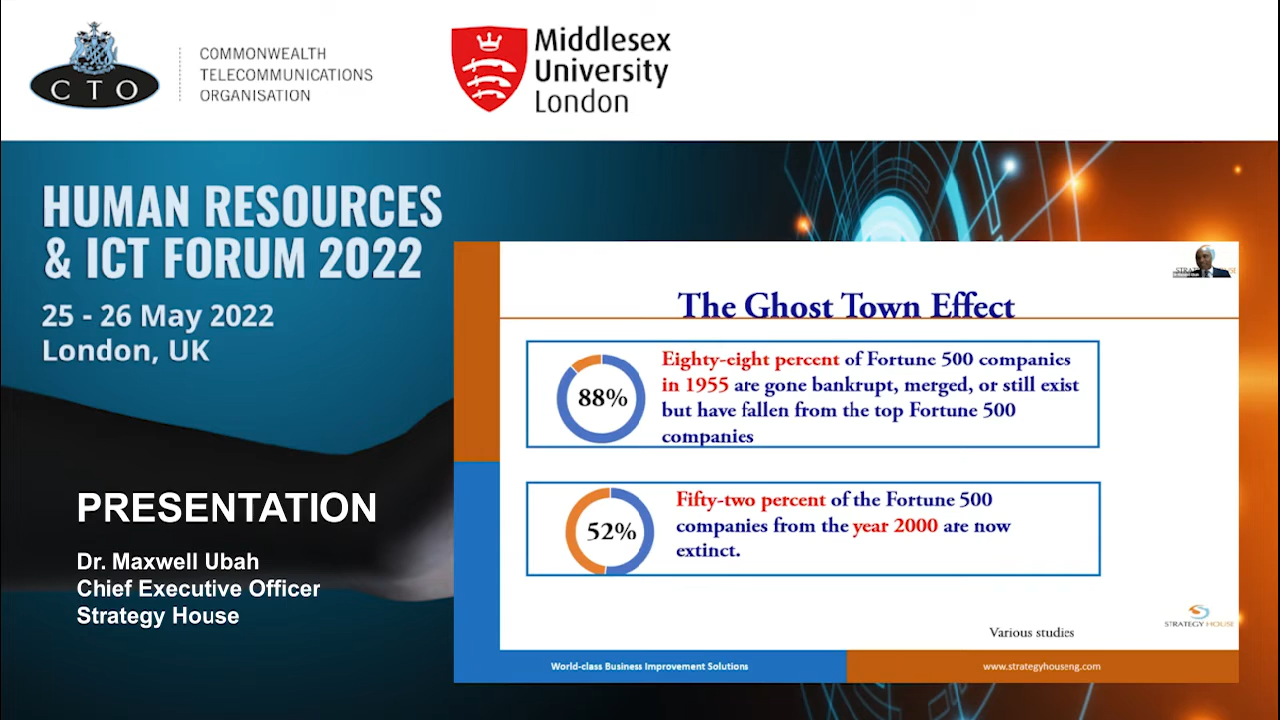 CTO
COMMONWEALTH
TELECOMMUNICATIONS
ORGANISATION
Middlesex
University
London
HUMAN RESOURCES
& ICT FORUM 2022
25 - 26 May 2022
London, UK
PRESENTATION
Dr. Maxwell Ubah
Chief Executive Officer
Strategy House
The Ghost Town Effect
88%
Eighty-eight percent of Fortune 500 companies
in 1955 are gone bankrupt, merged, or still exist
but have fallen from the top Fortune 500
companies
52%
Fifty-two percent of the Fortune 500
companies from the year 2000 are now
extinct.
Various studies
STRATEGY HOUSE
World-class Business Improvement Solutions
www.strategyhouseng.com